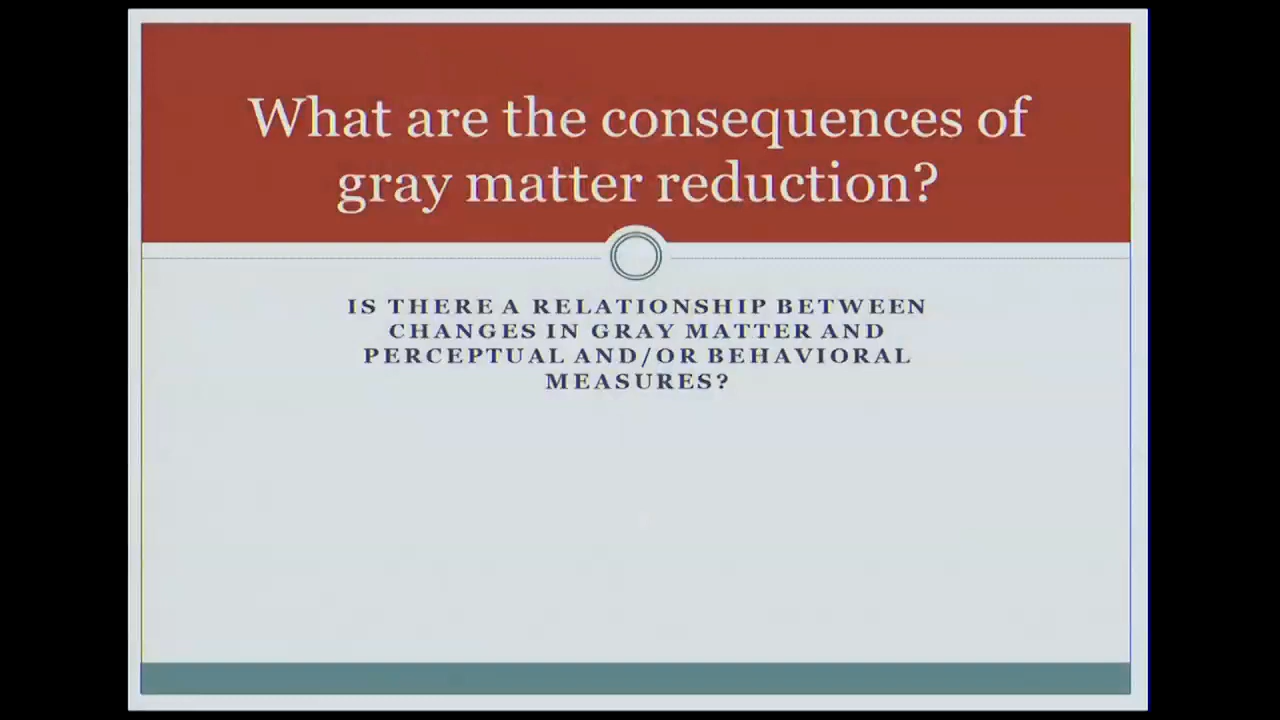 What are the consequences of
gray matter reduction?
IS THERE A RELATIONSHIP BETWEEN
CHANGES IN GRAY MATTER AND
PERCEPTUAL AND/OR BEHAVIORAL
MEASURES?